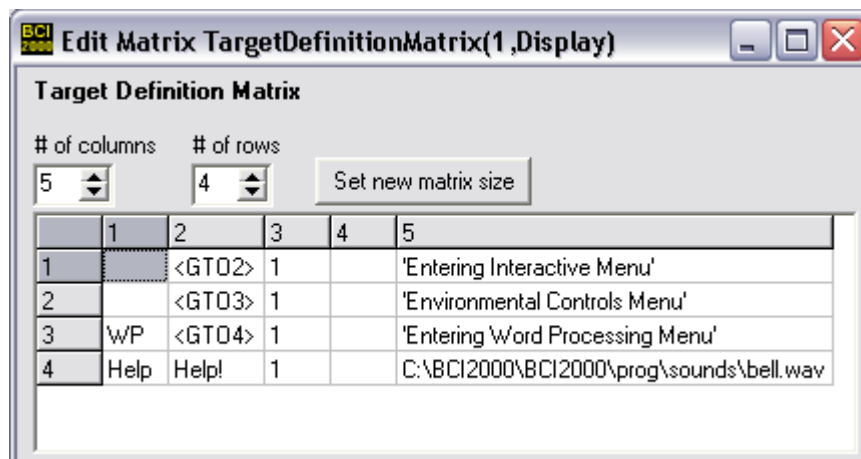 BCI
2000
Edit Matrix TargetDefinitionMatrix(1,Display)
Target Definition Matrix
# of columns # of rows
5 4 Set new matrix size
1 2 3 4 5
1 <GTO2> 1 'Entering Interactive Menu'
2 <GTO3> 1 'Environmental Controls Menu'
3 WP <GTO4> 1 'Entering Word Processing Menu'
4 Help Help! 1 C:\BCI2000\BCI2000\prog\sounds\bell.wav